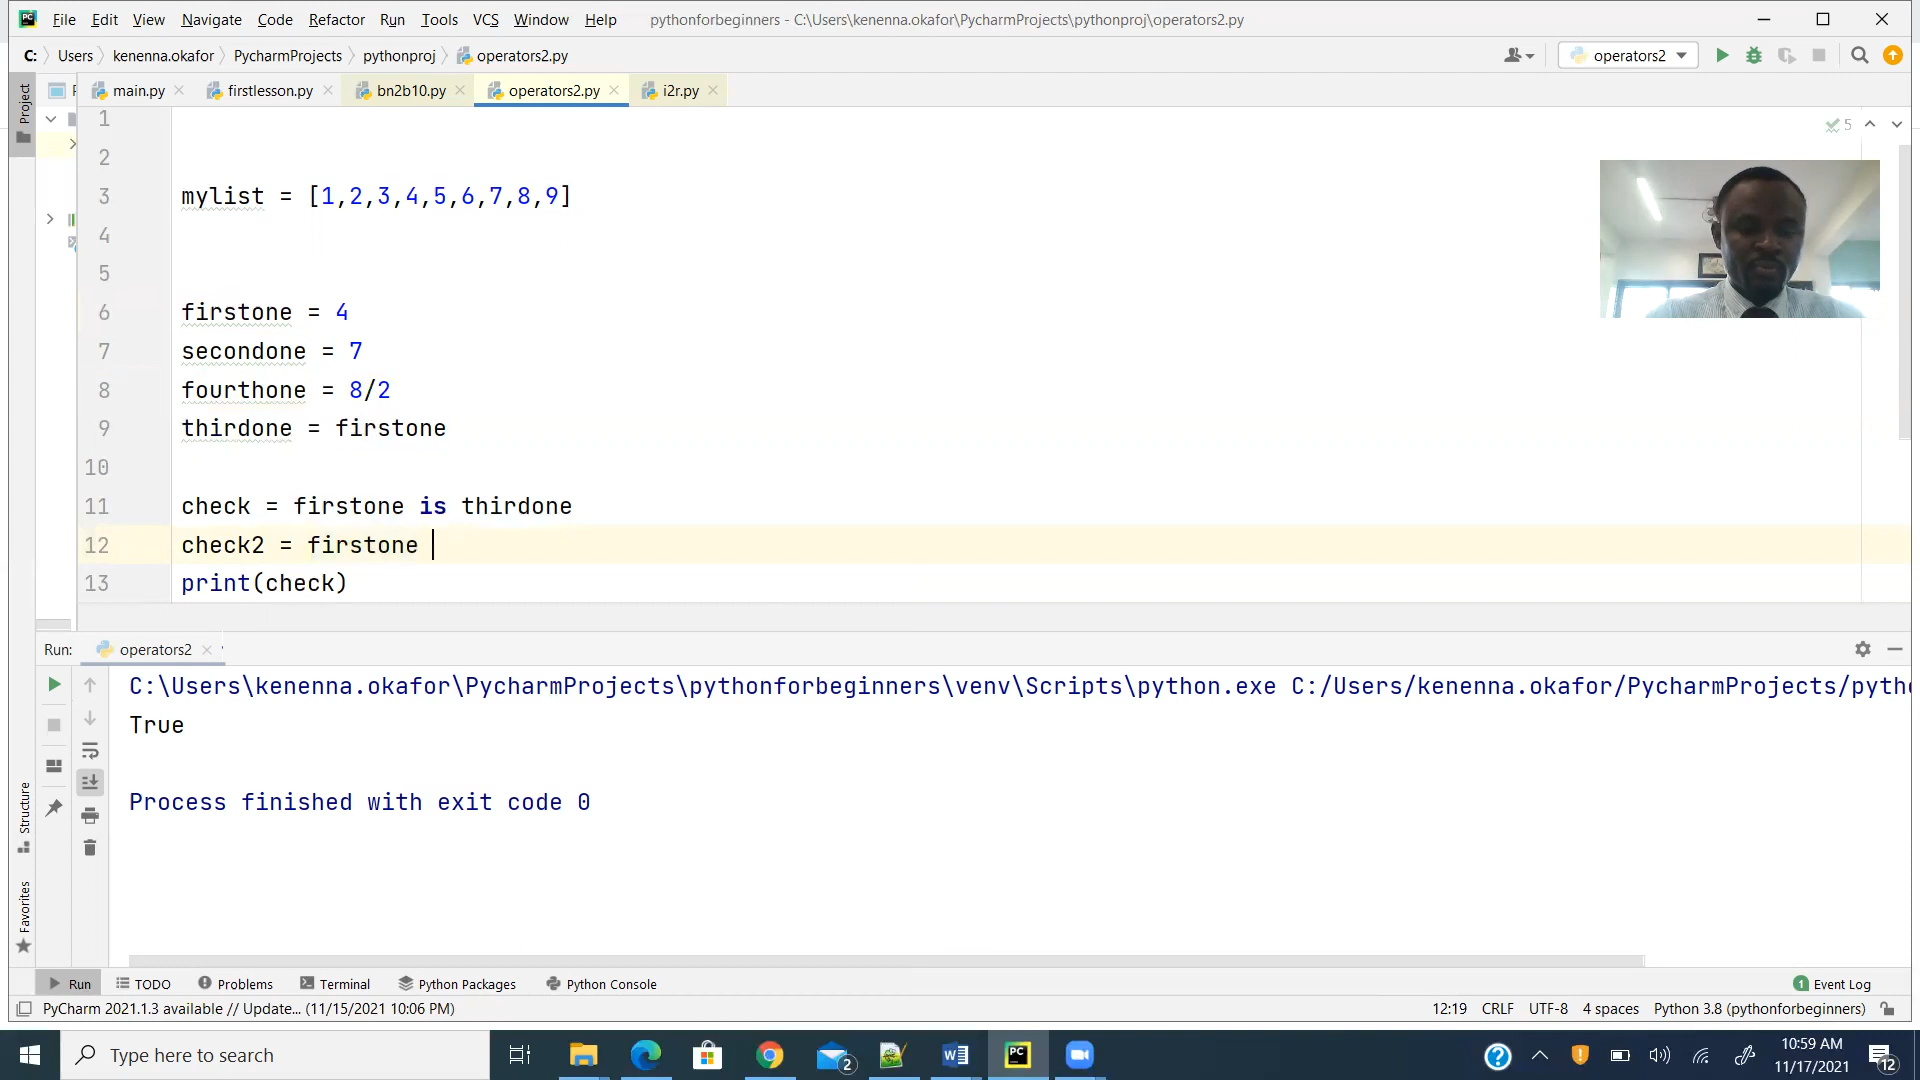 File Edit View Navigate Code Refactor Run Tools VCS Window Help pythonforbeginners - C:\Users\kenenna.okafor\PycharmProjects\pythonproj\operators2.py
C: Users kenenna.okafor PycharmProjects pythonproj operators2.py operators2
Project
main.py firstlesson.py bn2b10.py operators2.py i2r.py
5
1
2
3 mylist = [1,2,3,4,5,6,7,8,9]
4
5
6 firstone = 4
7 secondone = 7
8 fourthone = 8/2
9 thirdone = firstone
10
11 check = firstone is thirdone
12 check2 = firstone
13 print(check)
Run: operators2
C:\Users\kenenna.okafor\PycharmProjects\pythonforbeginners\venv\Scripts\python.exe C:/Users/kenenna.okafor/PycharmProjects/pytho
True
Process finished with exit code 0
Structure
Favorites
Run TODO Problems Terminal Python Packages Python Console 1 Event Log
PyCharm 2021.1.3 available // Update... (11/15/2021 10:06 PM) 12:19 CRLF UTF-8 4 spaces Python 3.8 (pythonforbeginners)
Type here to search 2 PC 10:59 AM
11/17/2021 12